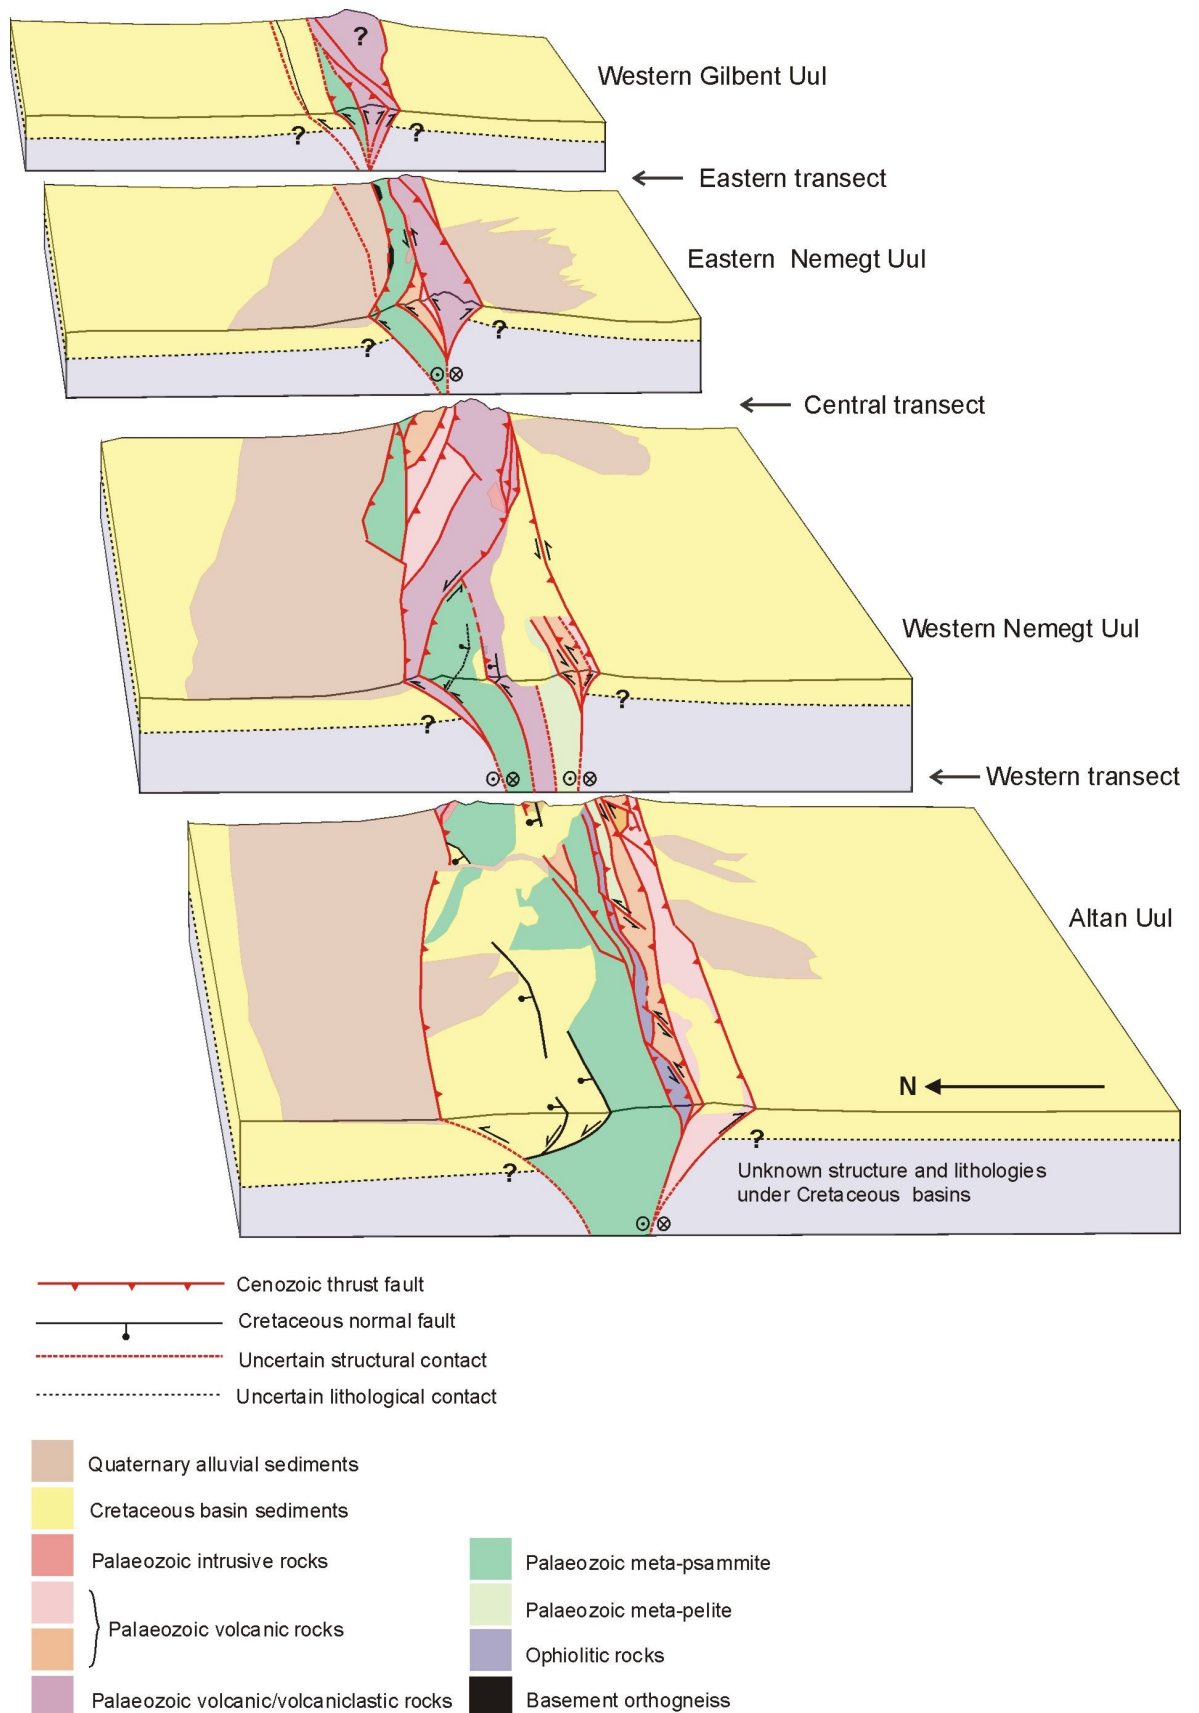 ?
Western Gilbent Uul
? ?
Eastern transect
Eastern Nemegt Uul
? ?
Central transect
Western Nemegt Uul
? ?
Western transect
Altan Uul
N
? ?
Unknown structure and lithologies
under Cretaceous basins
Cenozoic thrust fault
Cretaceous normal fault
Uncertain structural contact
Uncertain lithological contact
Quaternary alluvial sediments
Cretaceous basin sediments
Palaeozoic intrusive rocks
Palaeozoic volcanic rocks
Palaeozoic volcanic/volcaniclastic rocks
Palaeozoic meta-psammite
Palaeozoic meta-pelite
Ophiolitic rocks
Basement orthogneiss